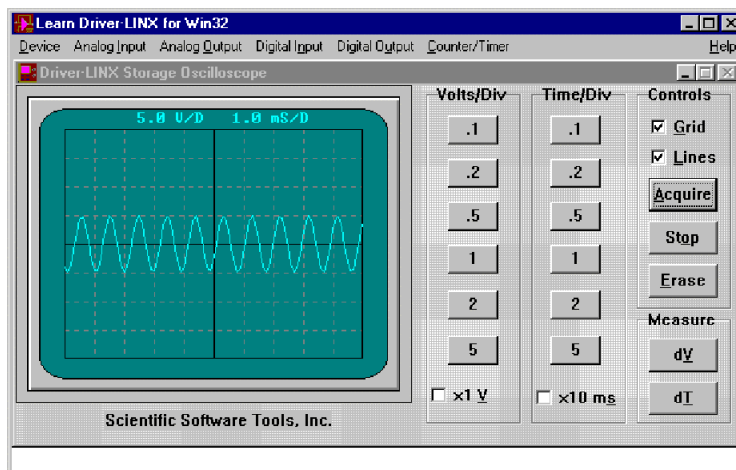 Learn Driver-LINX for Win32
Device Analog Input Analog Output Digital Input Digital Output Counter/Timer Help
Driver-LINX Storage Oscilloscope
5.0 V/D 1.0 mS/D
Volts/Div
.1
.2
.5
1
2
5
x1 V
Time/Div
.1
.2
.5
1
2
5
x10 ms
Controls
Grid
Lines
Acquire
Stop
Erase
Measure
dV
dT
Scientific Software Tools, Inc.